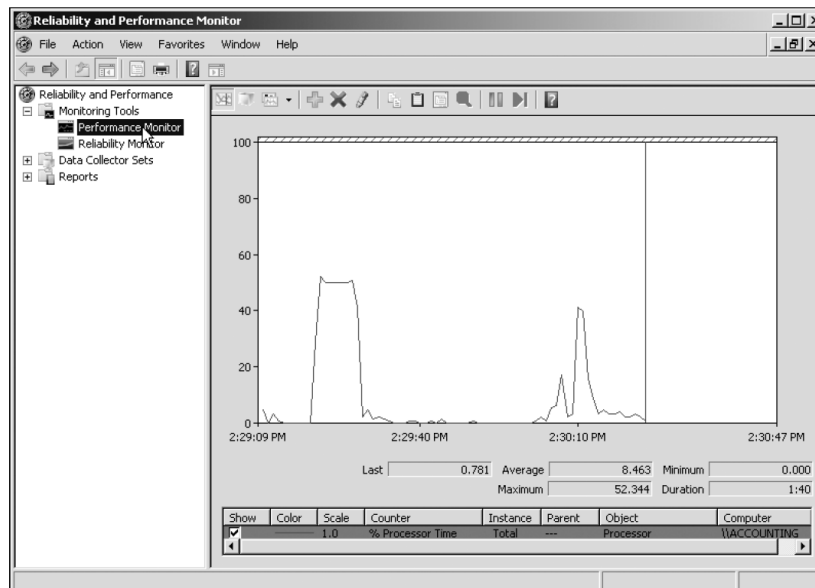 Reliability and Performance Monitor
File Action View Favorites Window Help
Reliability and Performance
Monitoring Tools
Performance Monitor
Reliability Monitor
Data Collector Sets
Reports
100
80
60
40
20
0
2:29:09 PM 2:29:40 PM 2:30:10 PM 2:30:47 PM
Last 0.781 Average 8.463 Minimum 0.000
Maximum 52.344 Duration 1:40
Show Color Scale Counter Instance Parent Object Computer
1.0 % Processor Time _Total --- Processor \\ACCOUNTING